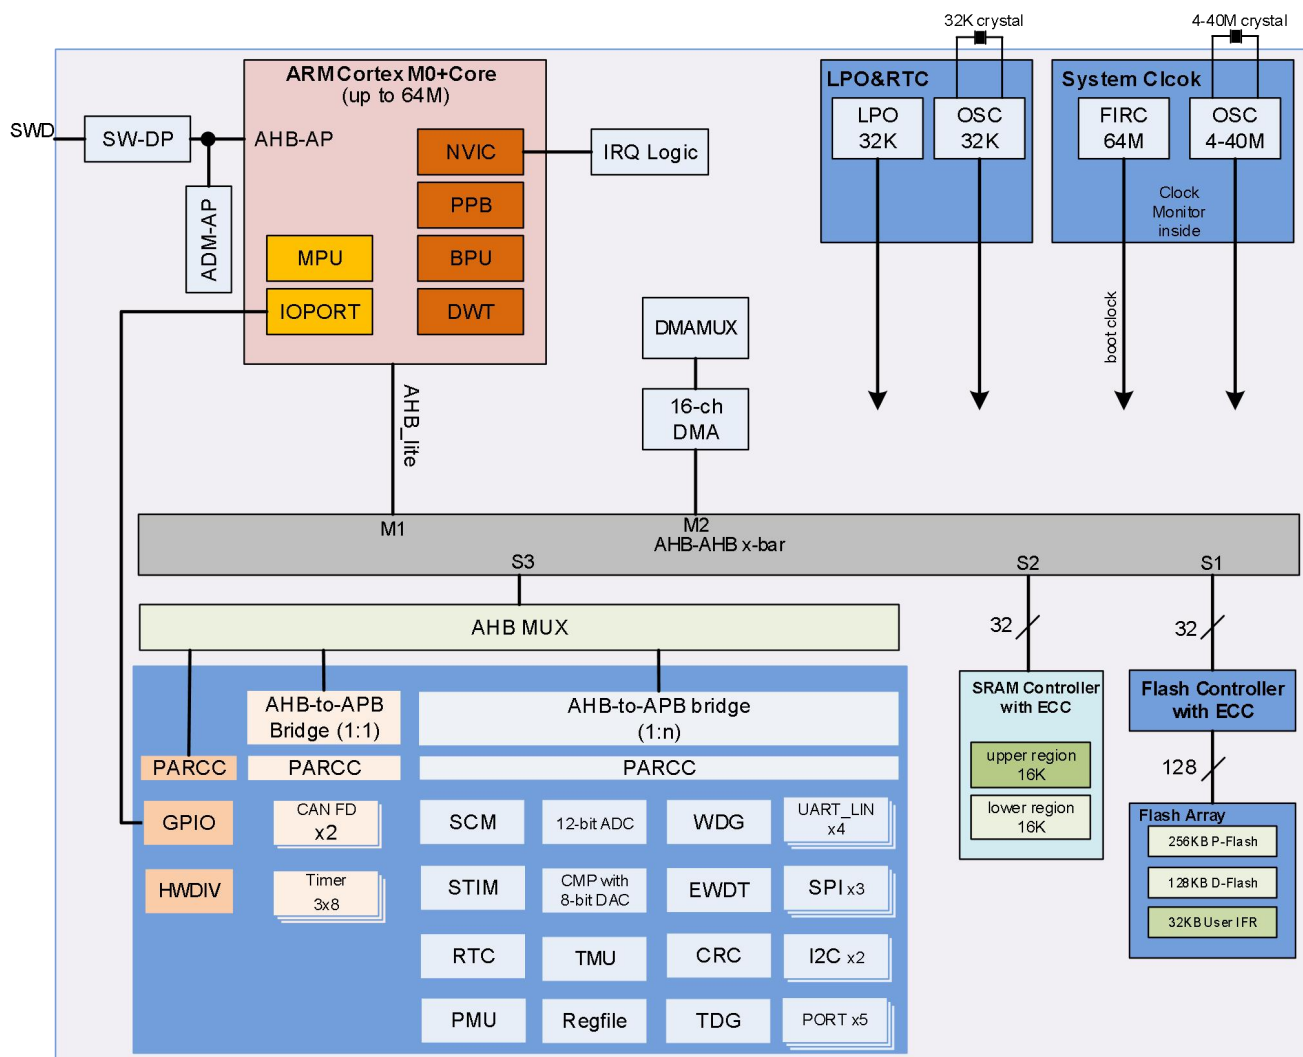 32K crystal
4-40M crystal
ARM Cortex M0+Core
(up to 64M)
LPO&RTC
System Clcok
SWD
SW-DP
AHB-AP
NVIC
IRQ Logic
LPO
32K
OSC
32K
FIRC
64M
OSC
4-40M
ADM-AP
PPB
Clock
Monitor
inside
MPU
BPU
IOPORT
DWT
boot clock
DMAMUX
AHB_lite
16-ch
DMA
M1
M2
AHB-AHB x-bar
S3
S2
S1
AHB MUX
32
32
AHB-to-APB
Bridge (1:1)
AHB-to-APB bridge
(1:n)
SRAM Controller
with ECC
Flash Controller
with ECC
PARCC
PARCC
PARCC
upper region
16K
128
lower region
16K
GPIO
CAN FD
x2
SCM
12-bit ADC
WDG
UART_LIN
x4
Flash Array
256KB P-Flash
HWDIV
Timer
3x8
STIM
CMP with
8-bit DAC
EWDT
SPI x3
128KB D-Flash
32KB User IFR
RTC
TMU
CRC
I2C x2
PMU
Regfile
TDG
PORT x5